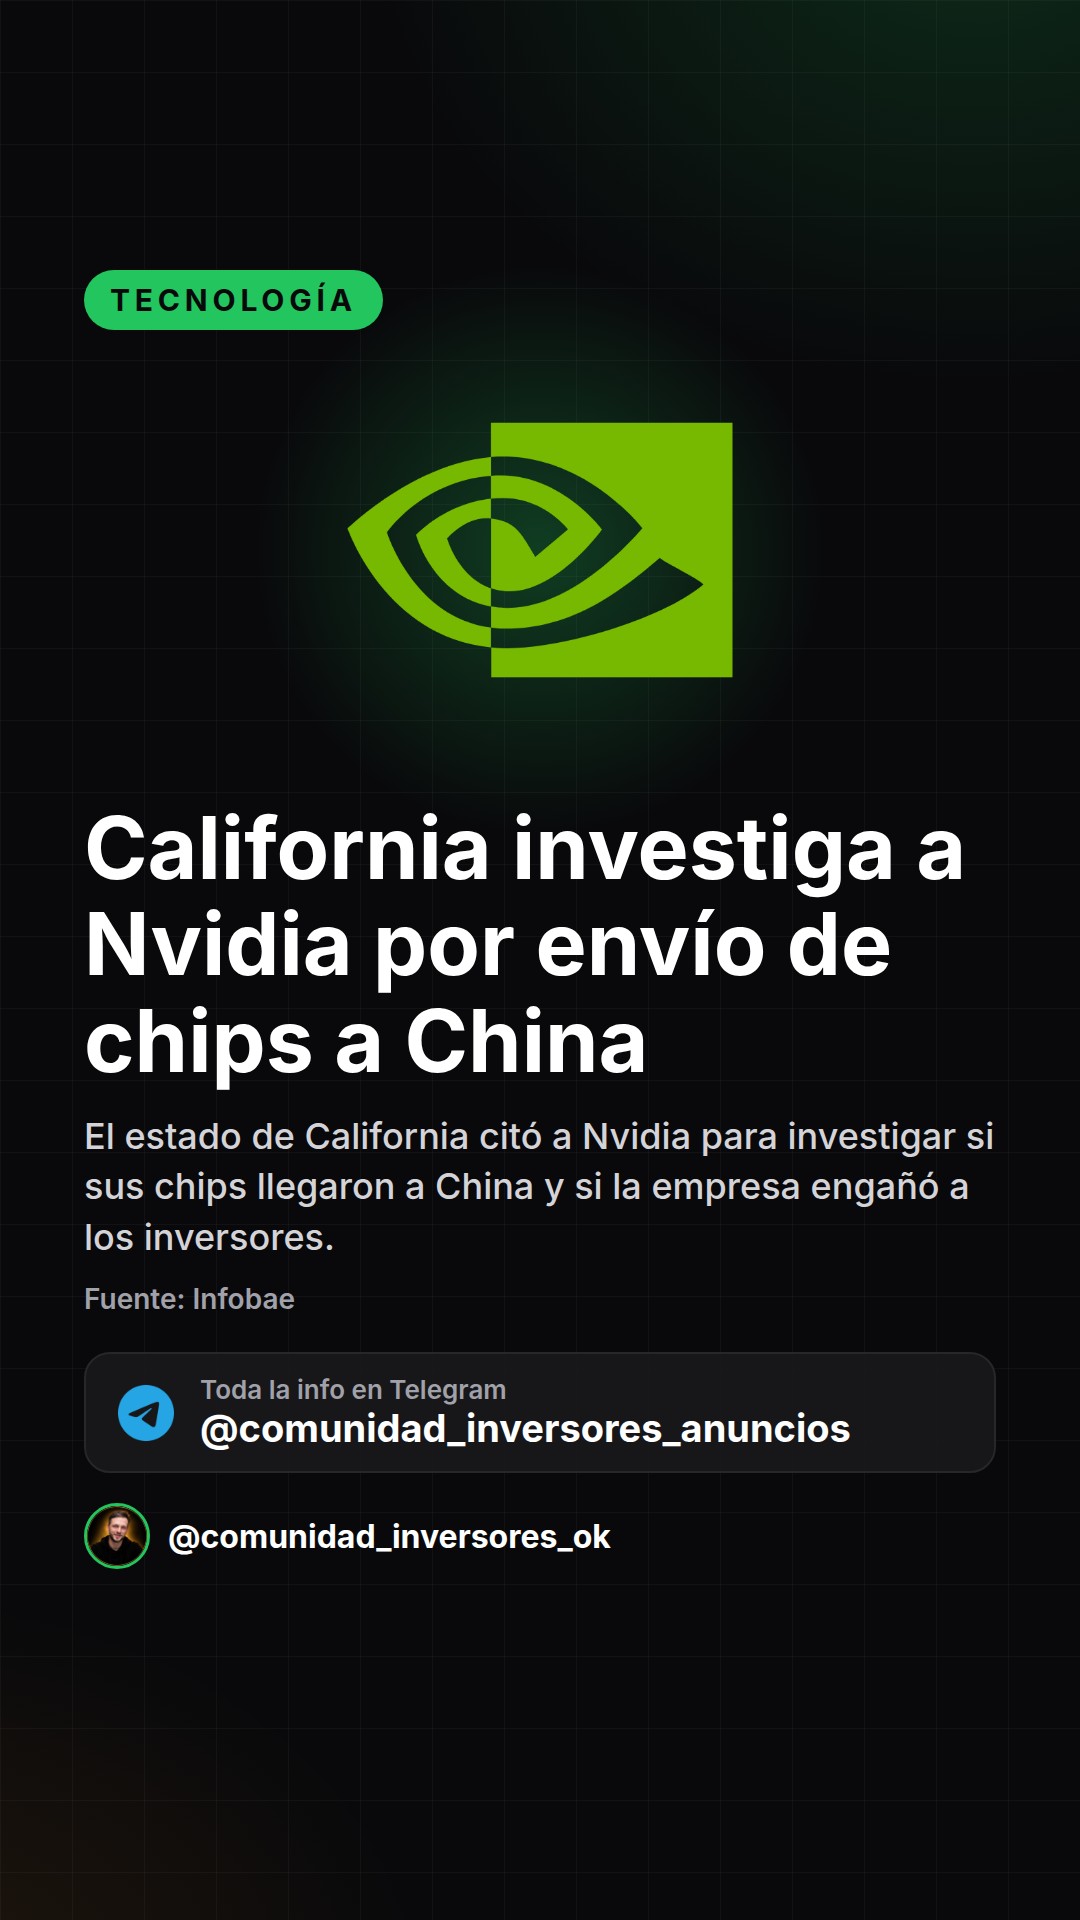 TECNOLOGÍA
California investiga a
Nvidia por envío de
chips a China
El estado de California citó a Nvidia para investigar si
sus chips llegaron a China y si la empresa engañó a
los inversores.
Fuente: Infobae
Toda la info en Telegram
@comunidad_inversores_anuncios
@comunidad_inversores_ok